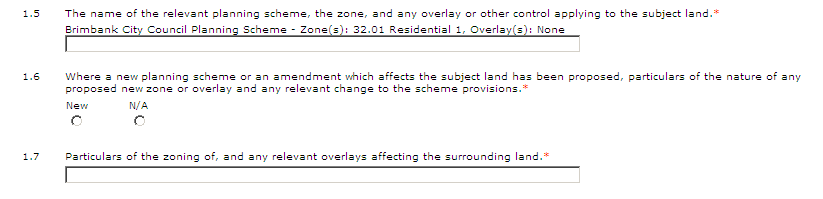 1.5 The name of the relevant planning scheme, the zone, and any overlay or other control applying to the subject land.*
Brimbank City Council Planning Scheme - Zone(s): 32.01 Residential 1, Overlay(s): None
1.6 Where a new planning scheme or an amendment which affects the subject land has been proposed, particulars of the nature of any
proposed new zone or overlay and any relevant change to the scheme provisions.*
New N/A
1.7 Particulars of the zoning of, and any relevant overlays affecting the surrounding land.*